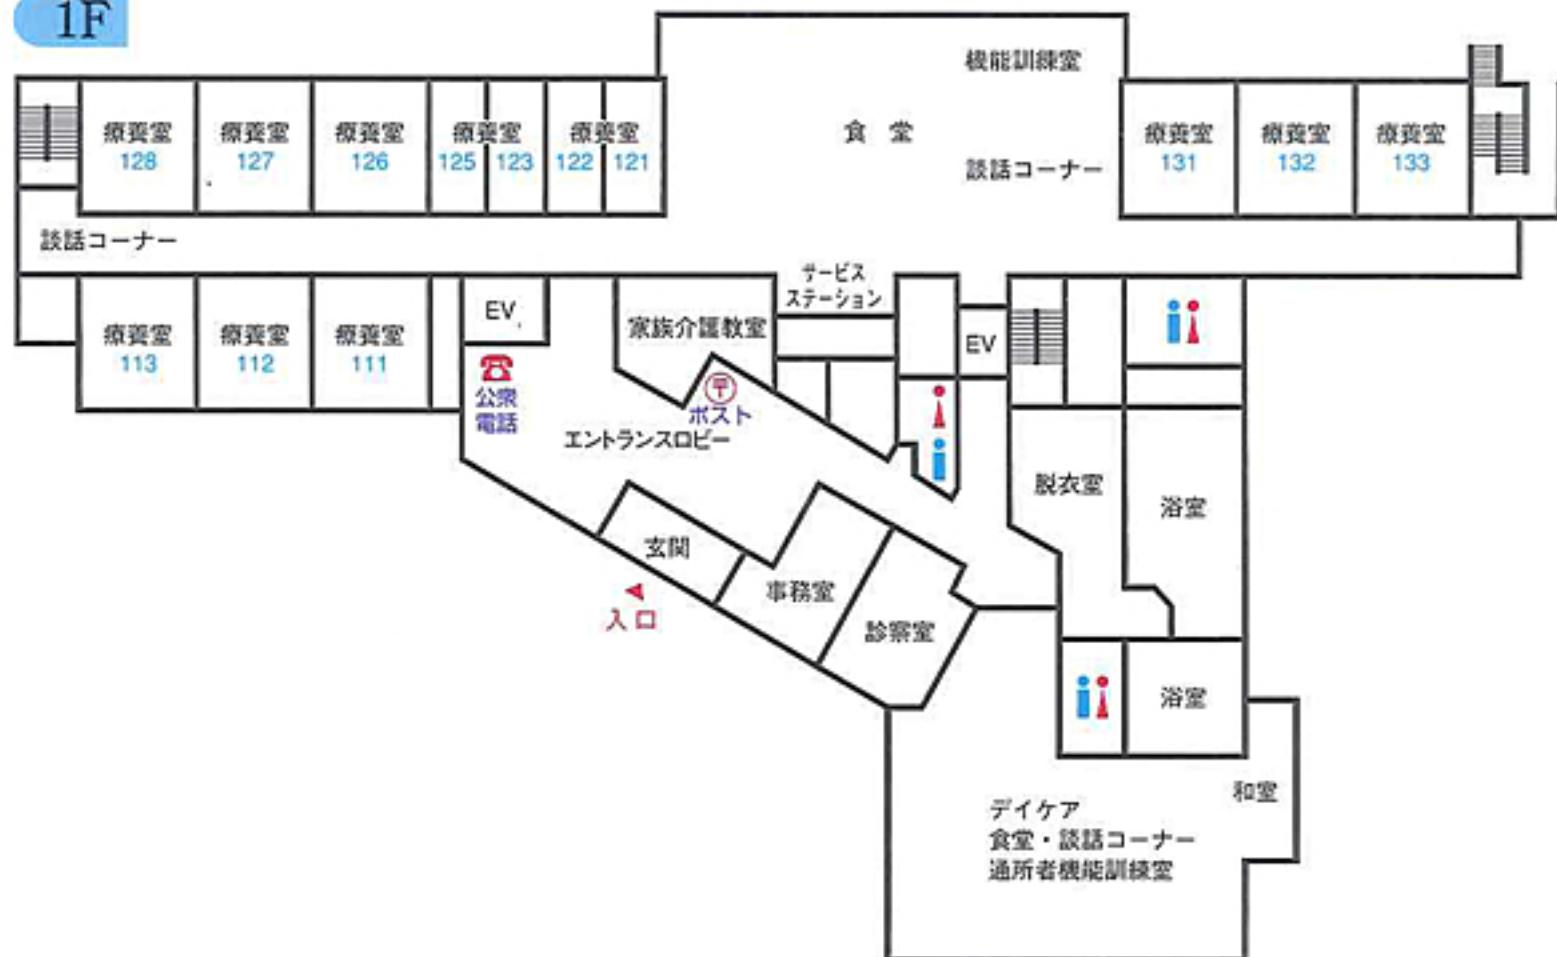 1F
機能訓練室
食 堂
談話コーナー
療養室
128
療養室
127
療養室
126
療養室
125
123
療養室
122
121
療養室
131
療養室
132
療養室
133
談話コーナー
サービス
ステーション
療養室
113
療養室
112
療養室
111
EV
家族介護教室
EV
公衆
電話
ポスト
エントランスロビー
脱衣室
浴室
玄関
事務室
診察室
入口
浴室
和室
デイケア
食堂・談話コーナー
通所者機能訓練室